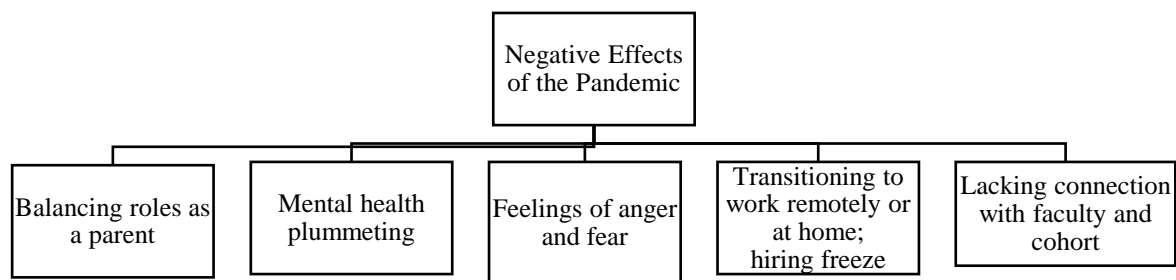 Negative Effects
of the Pandemic
Balancing roles as
a parent
Mental health
plummeting
Feelings of anger
and fear
Transitioning to
work remotely or
at home;
hiring freeze
Lacking connection
with faculty and
cohort